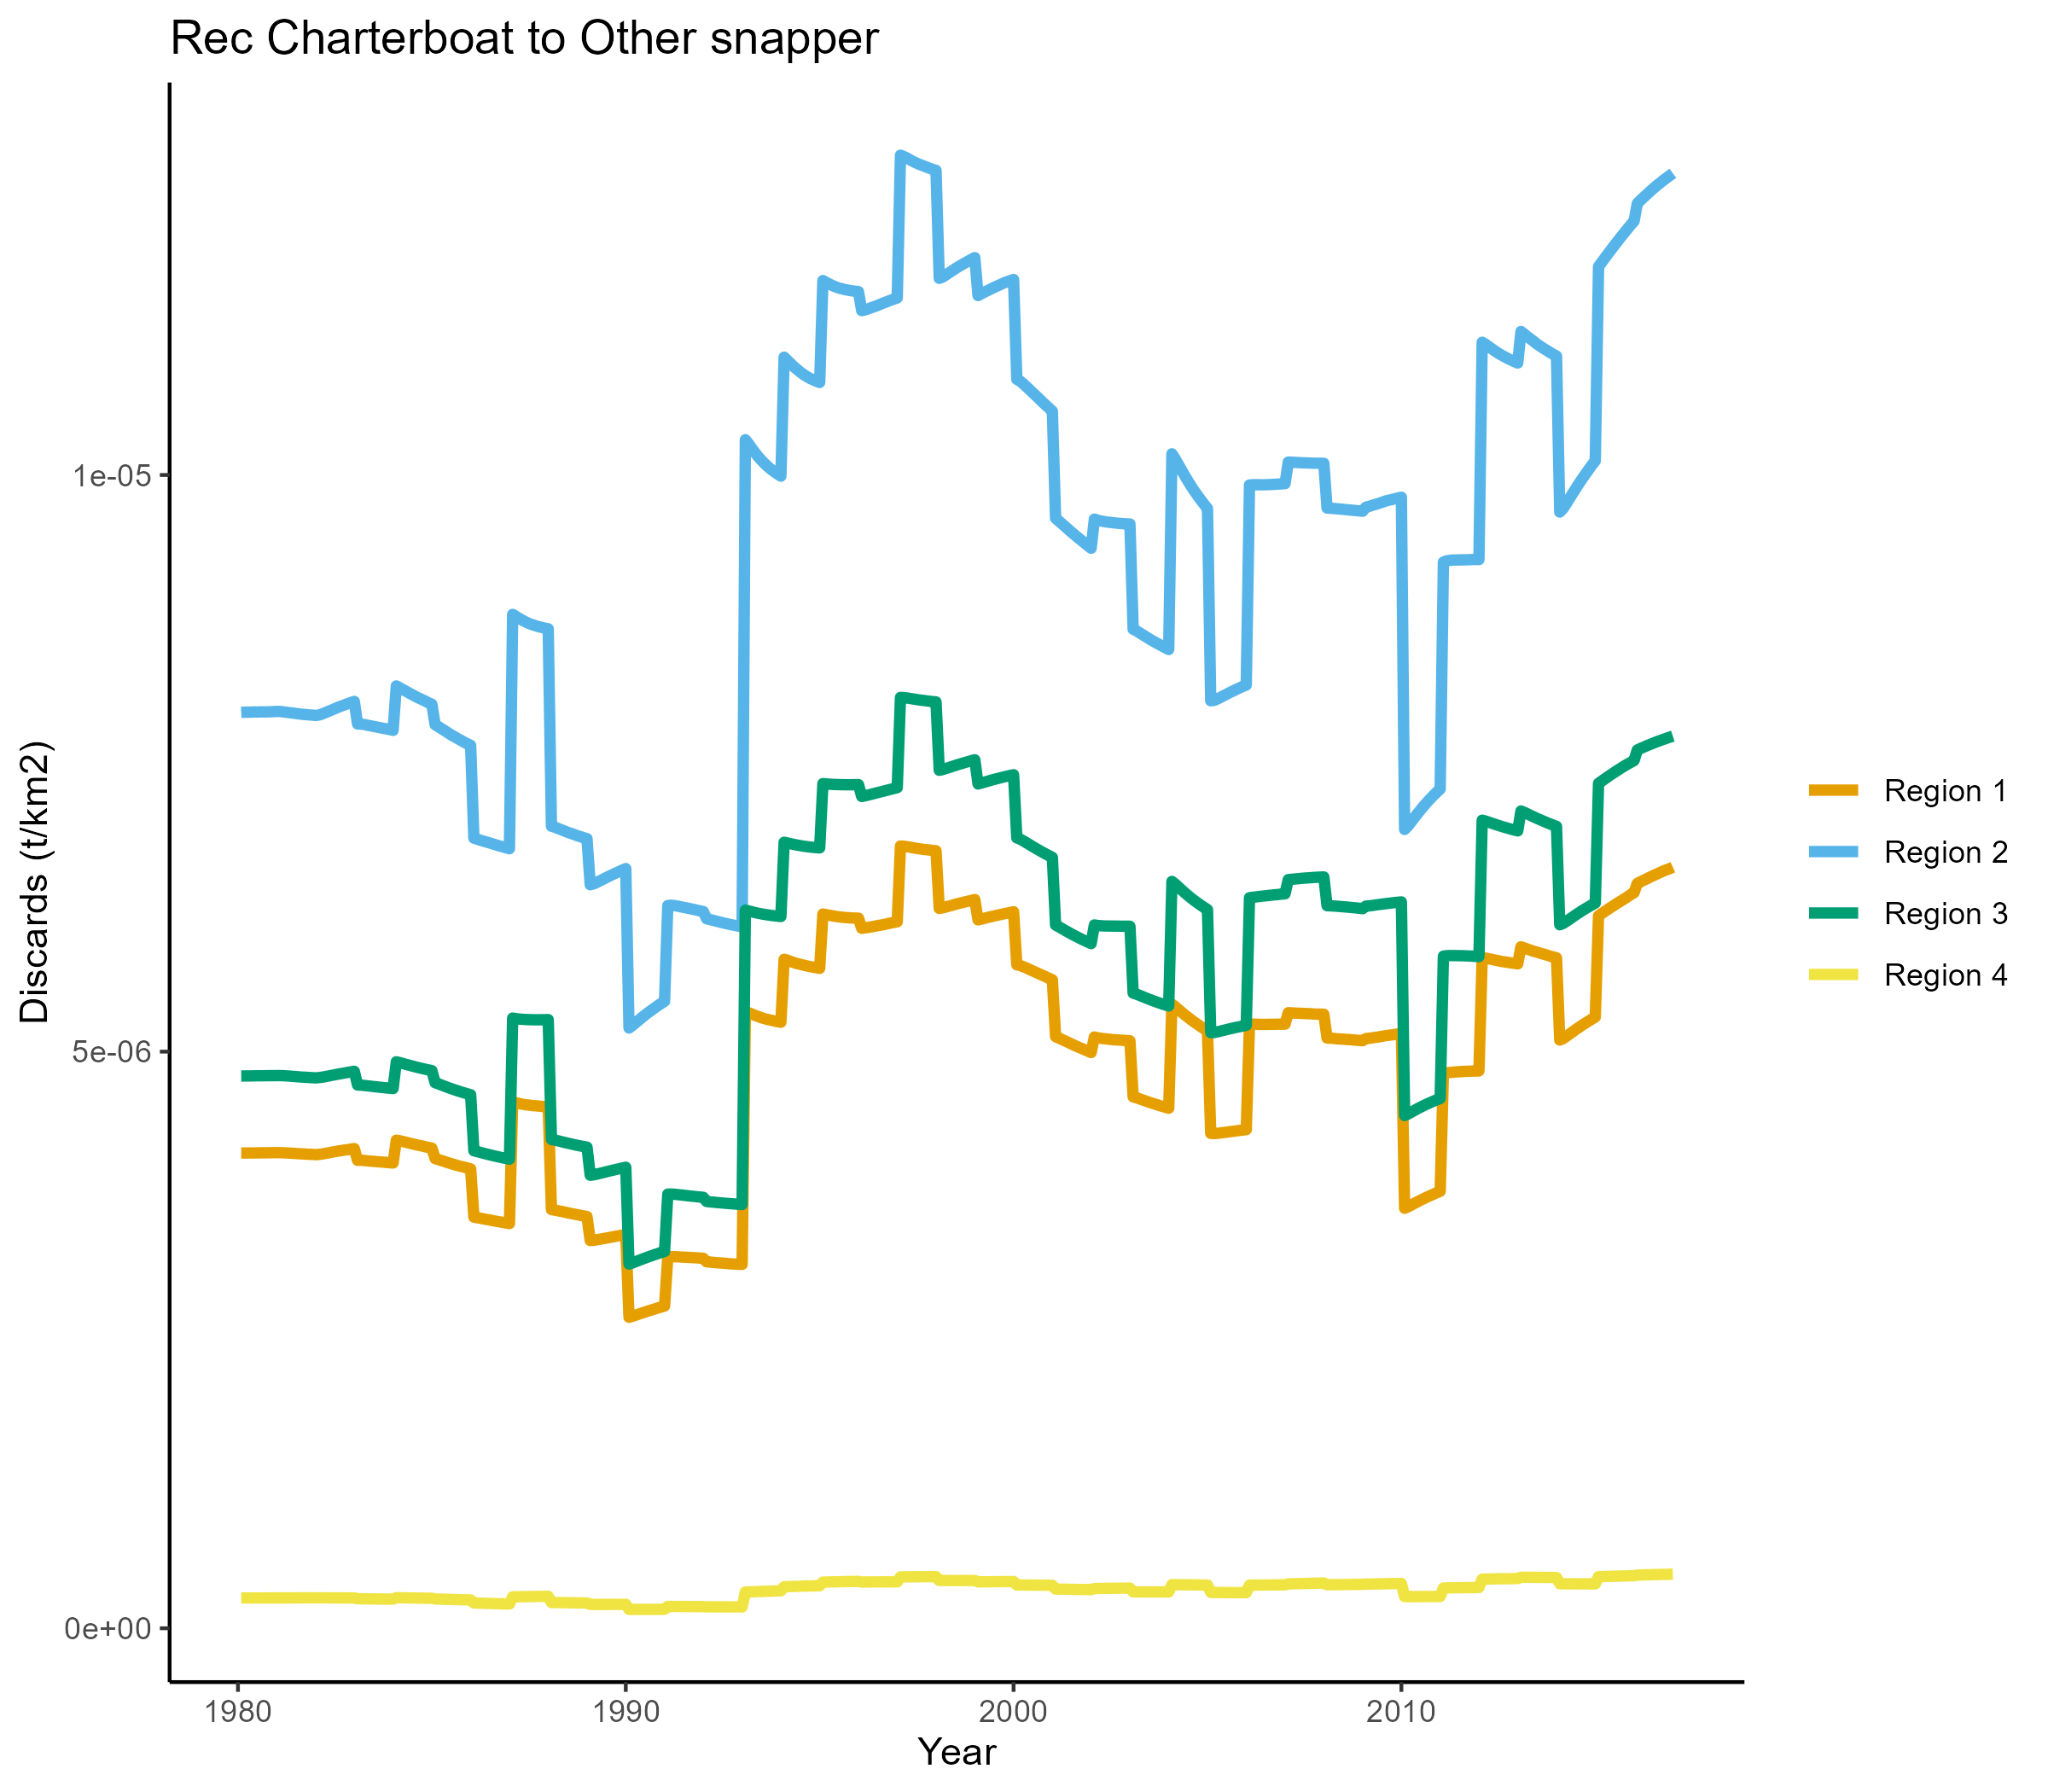 Rec Charterboat to Other snapper
Discards (t/km2)
1e-05
5e-06
0e+00
1980
1990
2000
2010
Year
Region 1
Region 2
Region 3
Region 4